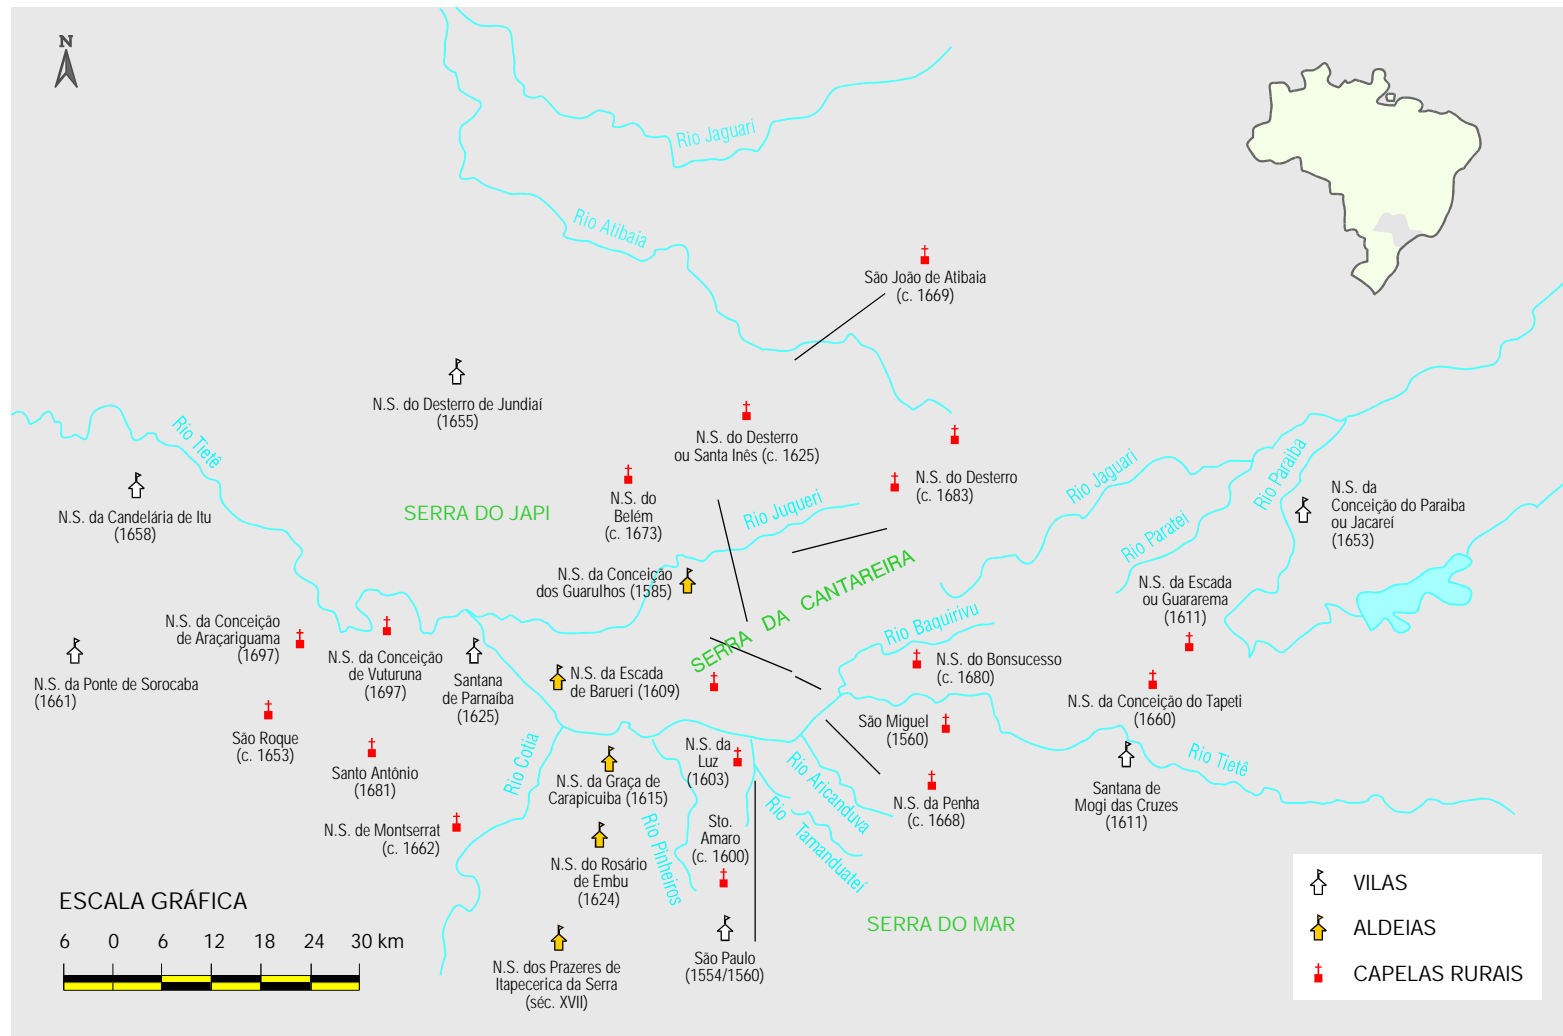 N
Rio Jaguari
Rio Atibaia
São João de Atibaia
(c. 1669)
N.S. do Desterro de Jundiaí
(1655)
Rio Tietê
N.S. do Desterro
ou Santa Inês (c. 1625)
N.S. do Desterro
(c. 1683)
Rio Jaguari
Rio Paraiba
N.S. da
Conceição do Paraiba
ou Jacareí
(1653)
N.S. da Candelária de Itu
(1658)
SERRA DO JAPI
N.S. do
Belém
(c. 1673)
Rio Juqueri
Rio Paratei
N.S. da Conceição
dos Guarulhos (1585)
SERRA DA CANTAREIRA
N.S. da Escada
ou Guararema
(1611)
Rio Baquirivu
N.S. da Conceição
de Araçariguama
(1697)
N.S. da Conceição
de Vuturuna
(1697)
Santana
de Parnaíba
(1625)
N.S. da Escada
de Barueri (1609)
N.S. do Bonsucesso
(c. 1680)
N.S. da Ponte de Sorocaba
(1661)
N.S. da Conceição do Tapeti
(1660)
São Miguel
(1560)
São Roque
(c. 1653)
Santo Antônio
(1681)
Rio Cotia
N.S. da
Luz
(1603)
Rio Aricanduva
Rio Tietê
N.S. da Graça de
Carapicuiba (1615)
Santana de
Mogi das Cruzes
(1611)
N.S. da Penha
(c. 1668)
Rio Tamanduateí
N.S. de Montserrat
(c. 1662)
Rio Pinheiros
Sto.
Amaro
(c. 1600)
N.S. do Rosário
de Embu
(1624)
SERRA DO MAR
São Paulo
(1554/1560)
N.S. dos Prazeres de
Itapecerica da Serra
(séc. XVII)
ESCALA GRÁFICA
6 0 6 12 18 24 30 km
VILAS
ALDEIAS
CAPELAS RURAIS